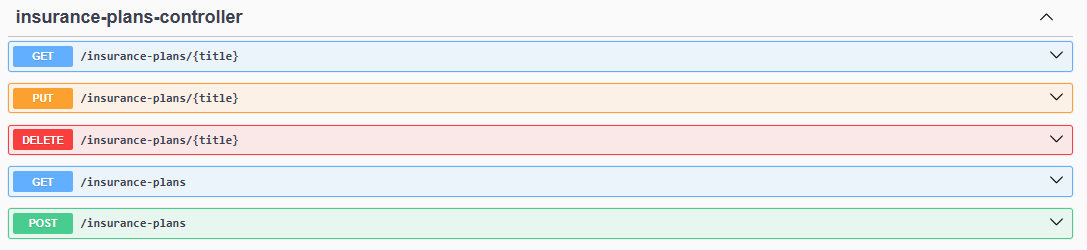 insurance-plans-controller
GET /insurance-plans/{title}
PUT /insurance-plans/{title}
DELETE /insurance-plans/{title}
GET /insurance-plans
POST /insurance-plans